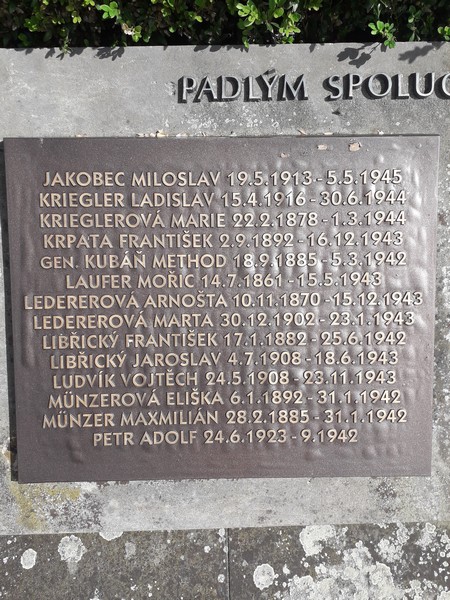 PADLÝM SPOLUO
JAKOBEC MILOSLAV 19.5.1913 - 5.5.1945
KRIEGLER LADISLAV 15.4.1916 - 30.6.1944
KRIEGLEROVÁ MARIE 22.2.1878 - 1.3.1944
KRPATA FRANTIŠEK 2.9.1892 - 16.12.1943
GEN. KUBÁŇ METHOD 18.9.1885 - 5.3.1942
LAUFER MOŘIC 14.7.1861 - 15.5.1943
LEDEREROVÁ ARNOŠTA 10.11.1870 - 15.12.1943
LEDEREROVÁ MARTA 30.12.1902 - 23.1.1943
LIBŘICKÝ FRANTIŠEK 17.1.1882 - 25.6.1942
LIBŘICKÝ JAROSLAV 4.7.1908 - 18.6.1943
LUDVÍK VOJTĚCH 24.5.1908 - 23.11.1943
MÜNZEROVÁ ELIŠKA 6.1.1892 - 31.1.1942
MÜNZER MAXMILIÁN 28.2.1885 - 31.1.1942
PETR ADOLF 24.6.1923 - 9.1942